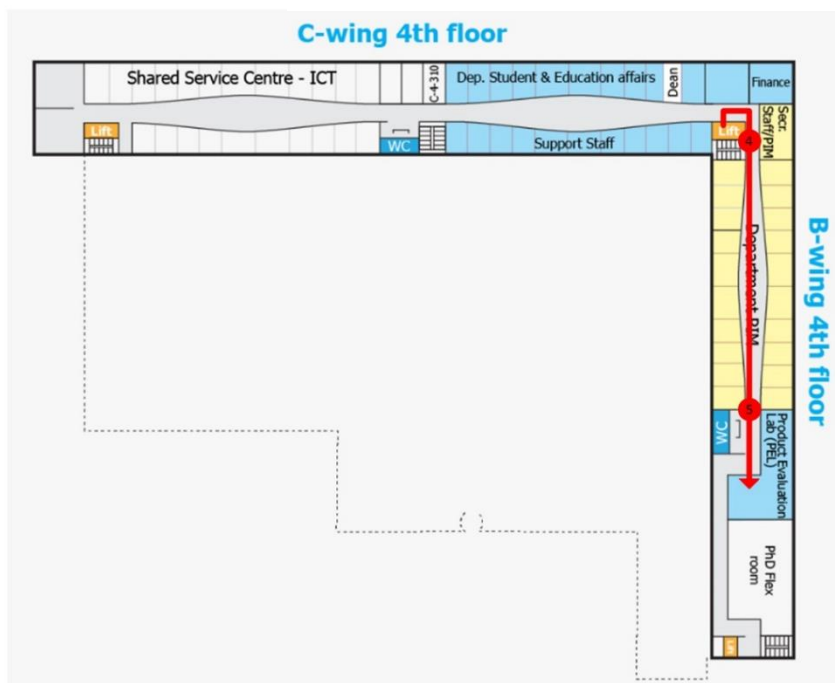 C-wing 4th floor
Shared Service Centre - ICT
C-4-310
Dep. Student & Education affairs
Dean
Finance
Lift
WC
Support Staff
Lift
4
Secr.
Staff/PIM
Department PIM
B-wing 4th floor
5
WC
Product Evaluation
Lab (PEL)
PhD Flex
room
Lift